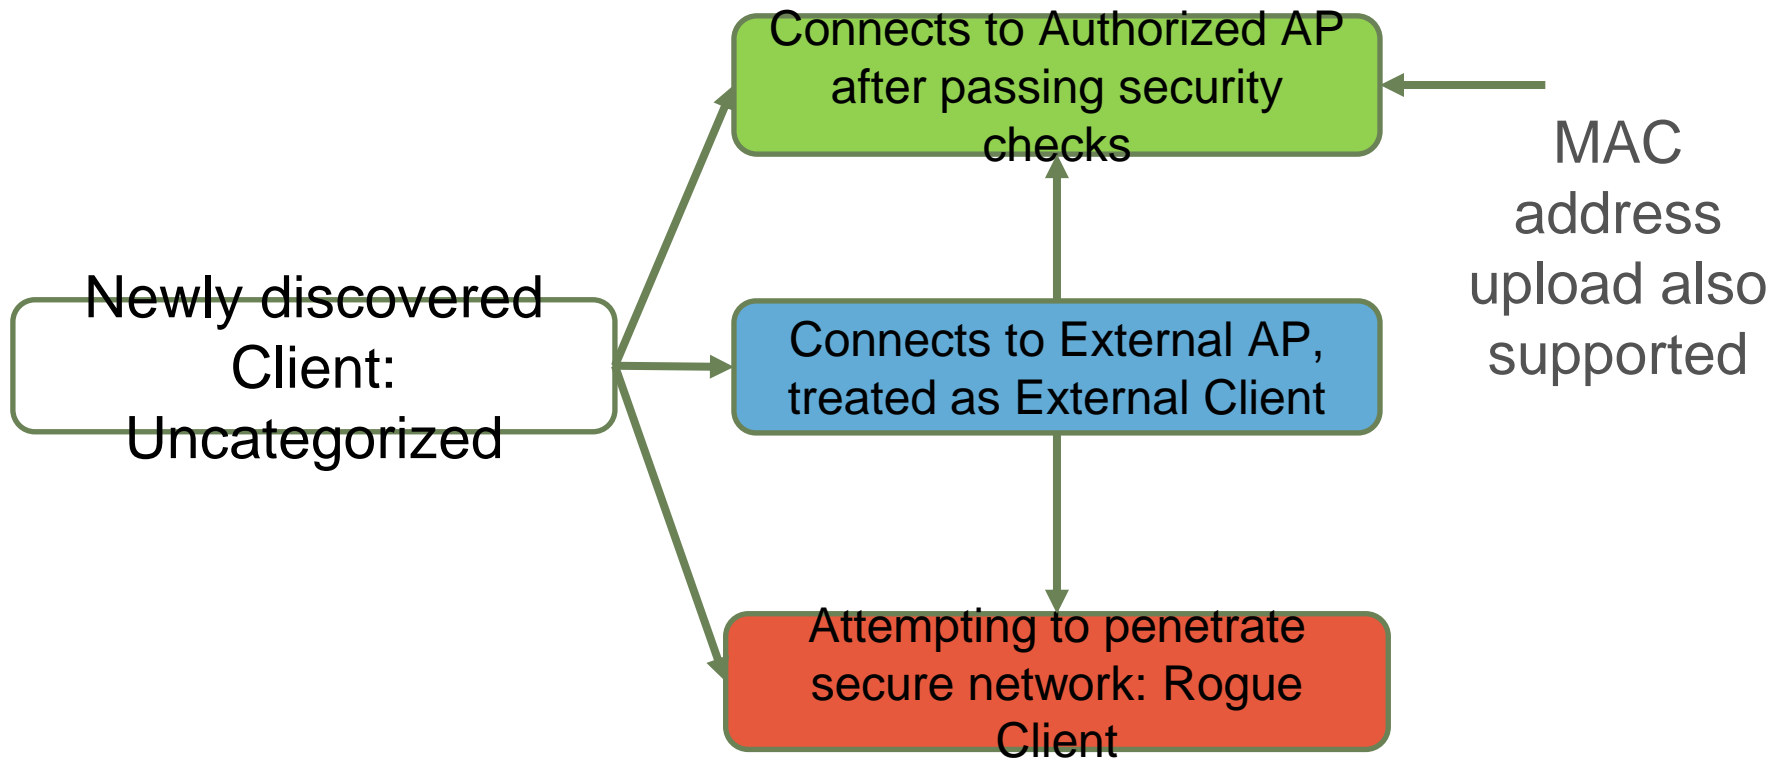 Connects to Authorized AP
after passing security
checks
MAC
address
upload also
supported
Newly discovered
Client:
Uncategorized
Connects to External AP,
treated as External Client
Attempting to penetrate
secure network: Rogue
Client